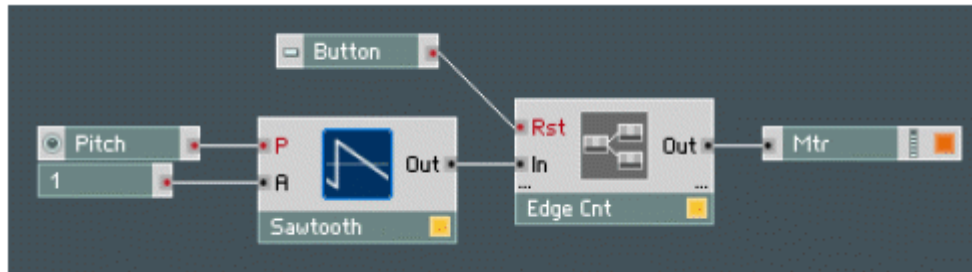 Button
Pitch
1
P
A
Out
Sawtooth
Rst
In
...
Out
...
Edge Cnt
Mtr